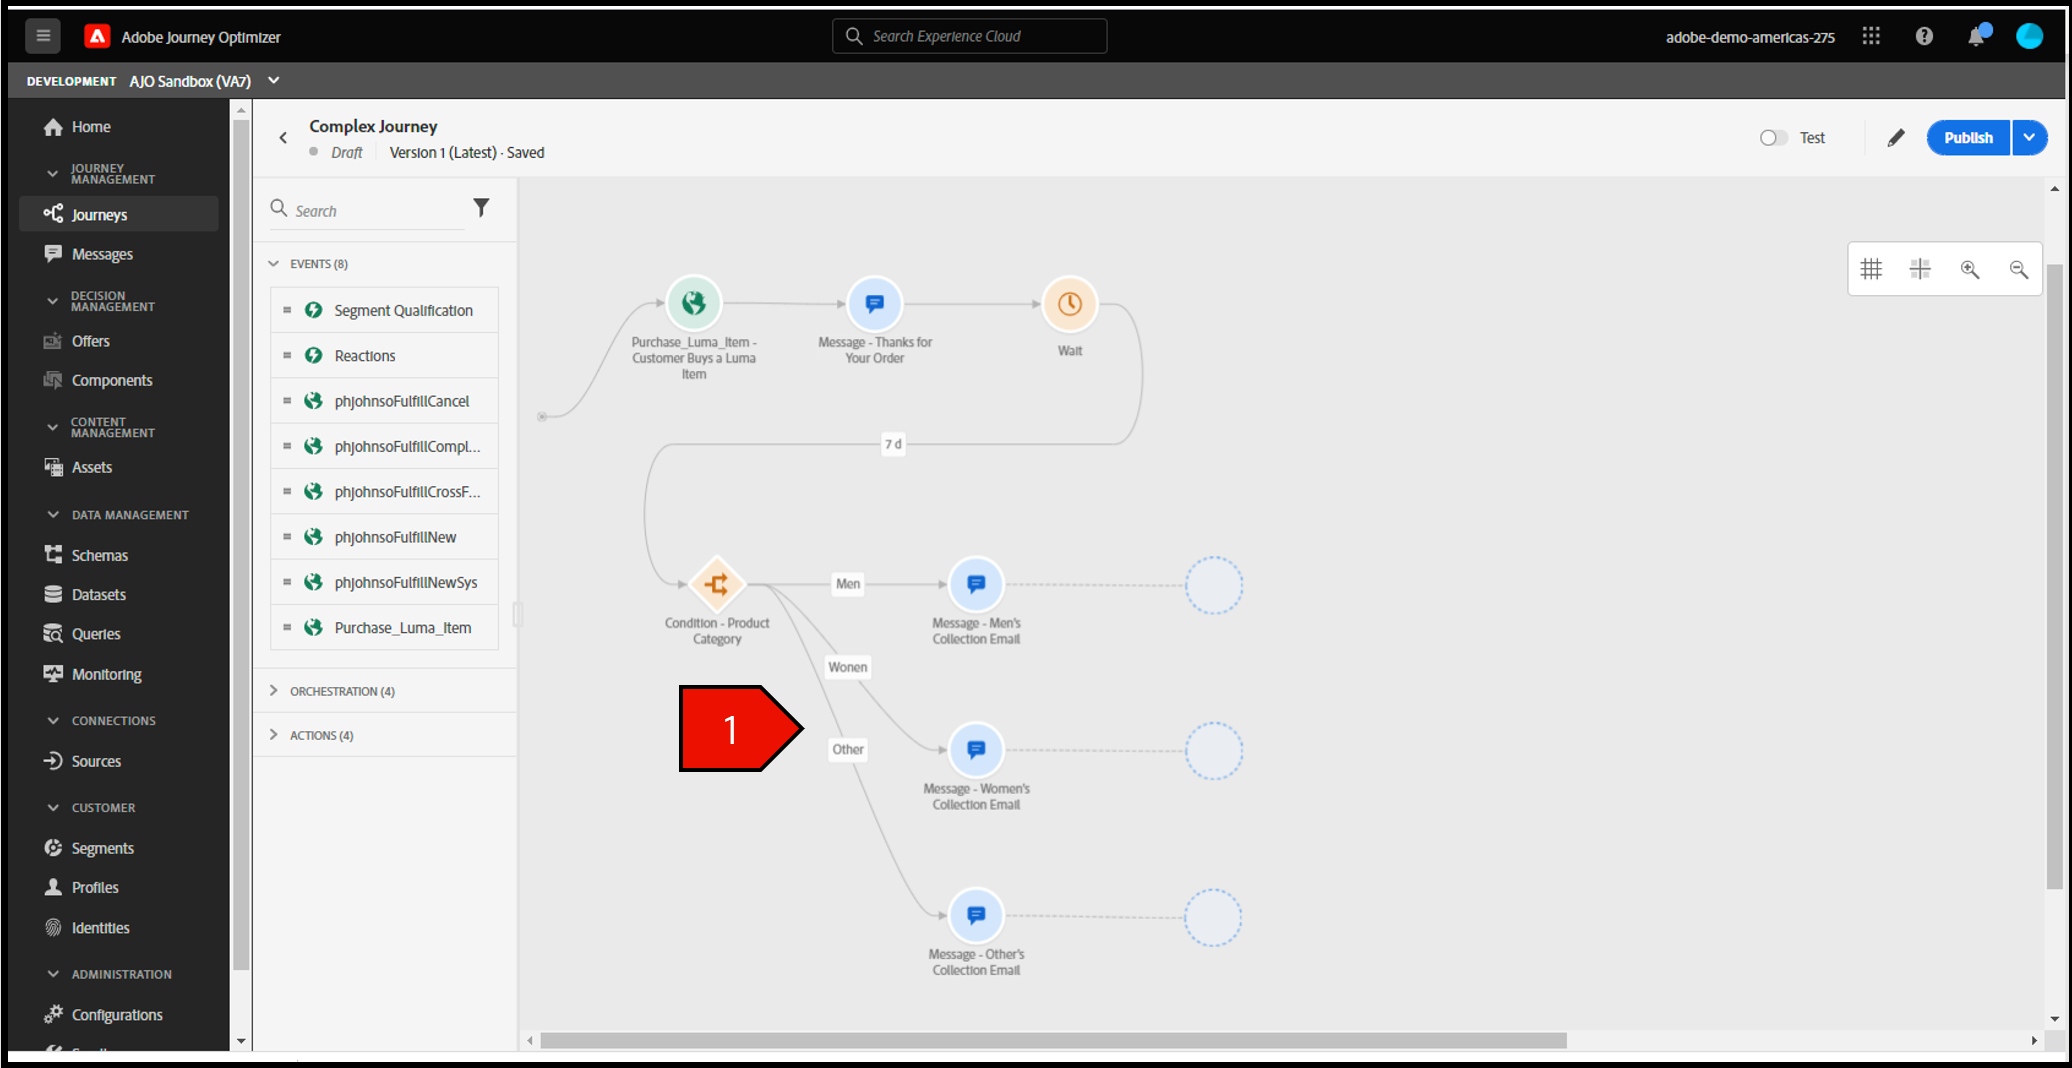 Adobe Journey Optimizer
Search Experience Cloud
adobe-demo-americas-275
DEVELOPMENT AJO Sandbox (VA7)
Home
JOURNEY
MANAGEMENT
Journeys
Messages
DECISION
MANAGEMENT
Offers
Components
CONTENT
MANAGEMENT
Assets
DATA MANAGEMENT
Schemas
Datasets
Queries
Monitoring
CONNECTIONS
Sources
CUSTOMER
Segments
Profiles
Identities
ADMINISTRATION
Configurations
Complex Journey
Draft Version 1 (Latest) · Saved
Test
Publish
Search
EVENTS (8)
Segment Qualification
Reactions
phjohnsoFulfillCancel
phjohnsoFulfillCompl...
phjohnsoFulfillCrossF...
phjohnsoFulfillNew
phjohnsoFulfillNewSys
Purchase_Luma_Item
ORCHESTRATION (4)
ACTIONS (4)
Purchase_Luma_Item -
Customer Buys a Luma
Item
Message - Thanks for
Your Order
Wait
7 d
Condition - Product
Category
Men
Message - Men's
Collection Email
Wonen
Message - Women's
Collection Email
1
Other
Message - Other's
Collection Email